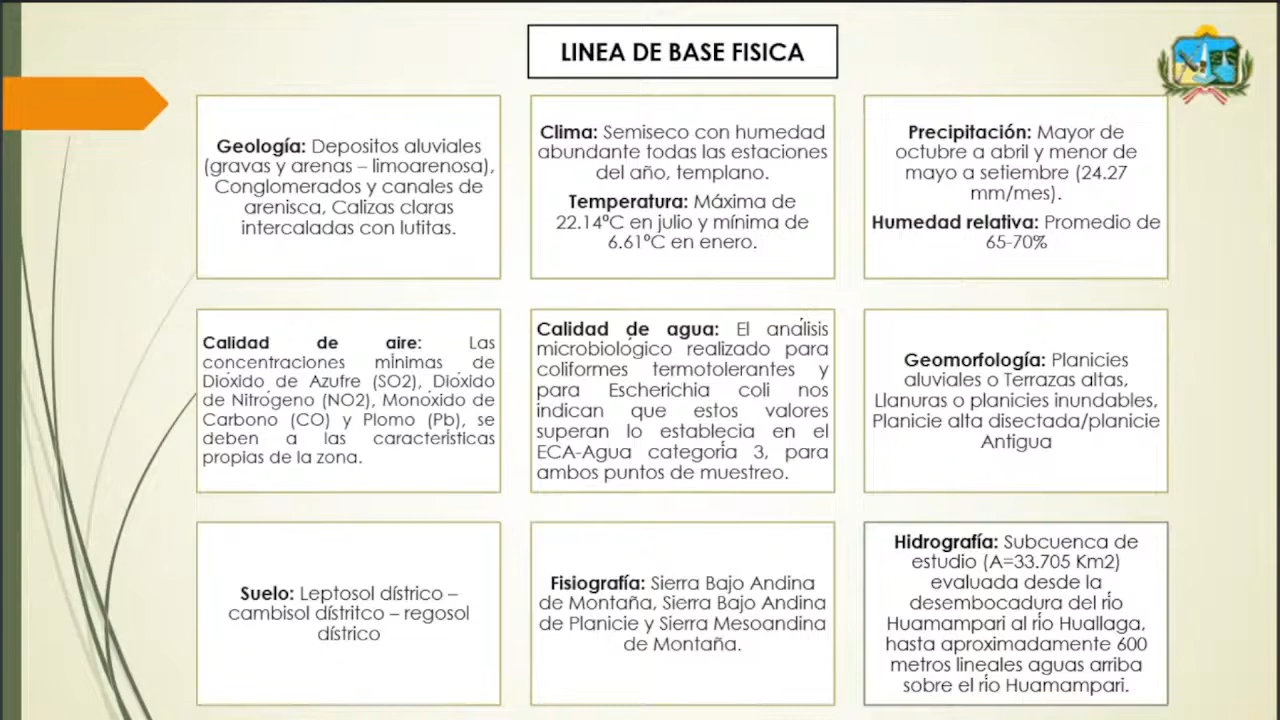 LINEA DE BASE FISICA
Geología: Depositos aluviales
(gravas y arenas – limoarenosa),
Conglomerados y canales de
arenisca, Calizas claras
intercaladas con lutitas.
Clima: Semiseco con humedad
abundante todas las estaciones
del año, templano.
Temperatura: Máxima de
22.14ºC en julio y mínima de
6.61ºC en enero.
Precipitación: Mayor de
octubre a abril y menor de
mayo a setiembre (24.27
mm/mes).
Humedad relativa: Promedio de
65-70%
Calidad de aire: Las
concentraciones mínimas de
Dióxido de Azufre (SO2), Dióxido
de Nitrógeno (NO2), Monóxido de
Carbono (CO) y Plomo (Pb), se
deben a las características
propias de la zona.
Calidad de agua: El análisis
microbiológico realizado para
coliformes termotolerantes y
para Escherichia coli nos
indican que estos valores
superan lo establecia en el
ECA-Agua categoría 3, para
ambos puntos de muestreo.
Geomorfología: Planicies
aluviales o Terrazas altas,
Llanuras o planicies inundables,
Planicie alta disectada/planicie
Antigua
Suelo: Leptosol dístrico –
cambisol dístritco – regosol
dístrico
Fisiografía: Sierra Bajo Andina
de Montaña, Sierra Bajo Andina
de Planicie y Sierra Mesoandina
de Montaña.
Hidrografía: Subcuenca de
estudio (A=33.705 Km2)
evaluada desde la
desembocadura del río
Huamampari al río Huallaga,
hasta aproximadamente 600
metros lineales aguas arriba
sobre el río Huamampari.